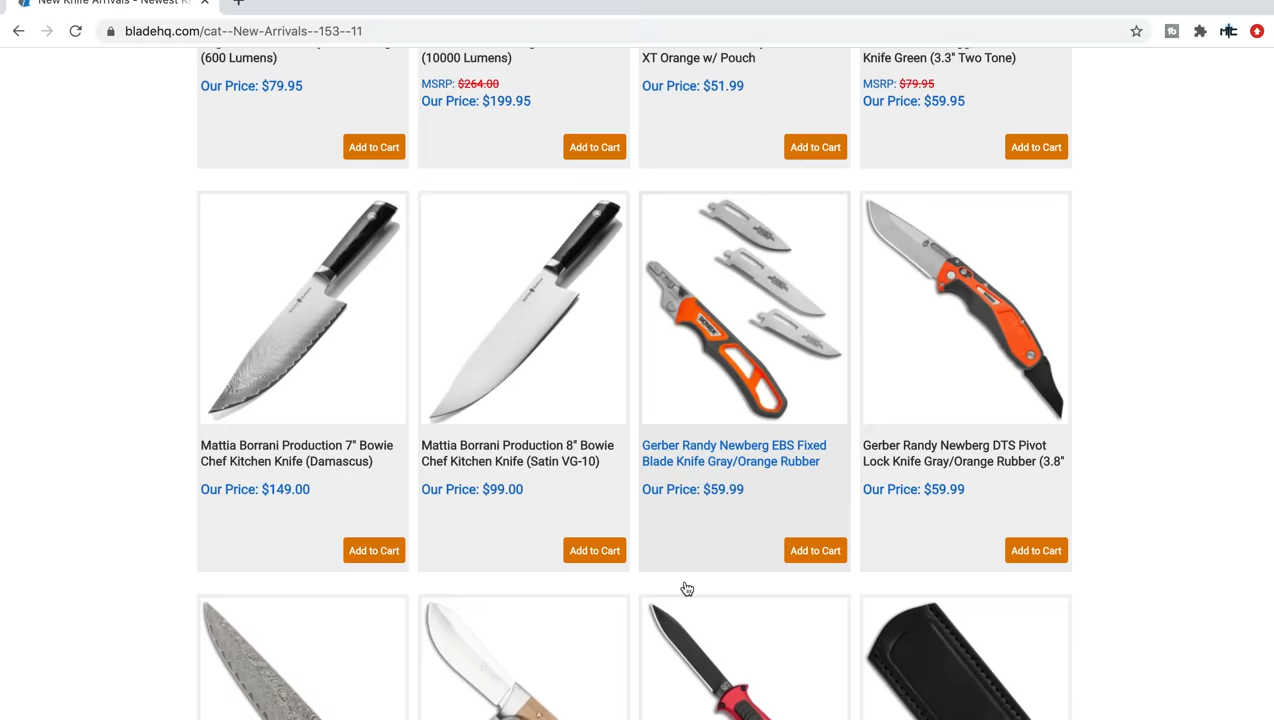 New Knife Arrivals - Newest Kn
bladehq.com/cat--New-Arrivals--153--11
(600 Lumens)
(10000 Lumens)
XT Orange w/ Pouch
Knife Green (3.3" Two Tone)
Our Price: $79.95
MSRP: $264.00
Our Price: $199.95
Our Price: $51.99
MSRP: $79.95
Our Price: $59.95
Add to Cart
Add to Cart
Add to Cart
Add to Cart
Mattia Borrani Production 7" Bowie
Chef Kitchen Knife (Damascus)
Our Price: $149.00
Add to Cart
Mattia Borrani Production 8" Bowie
Chef Kitchen Knife (Satin VG-10)
Our Price: $99.00
Add to Cart
Gerber Randy Newberg EBS Fixed
Blade Knife Gray/Orange Rubber
Our Price: $59.99
Add to Cart
Gerber Randy Newberg DTS Pivot
Lock Knife Gray/Orange Rubber (3.8"
Our Price: $59.99
Add to Cart